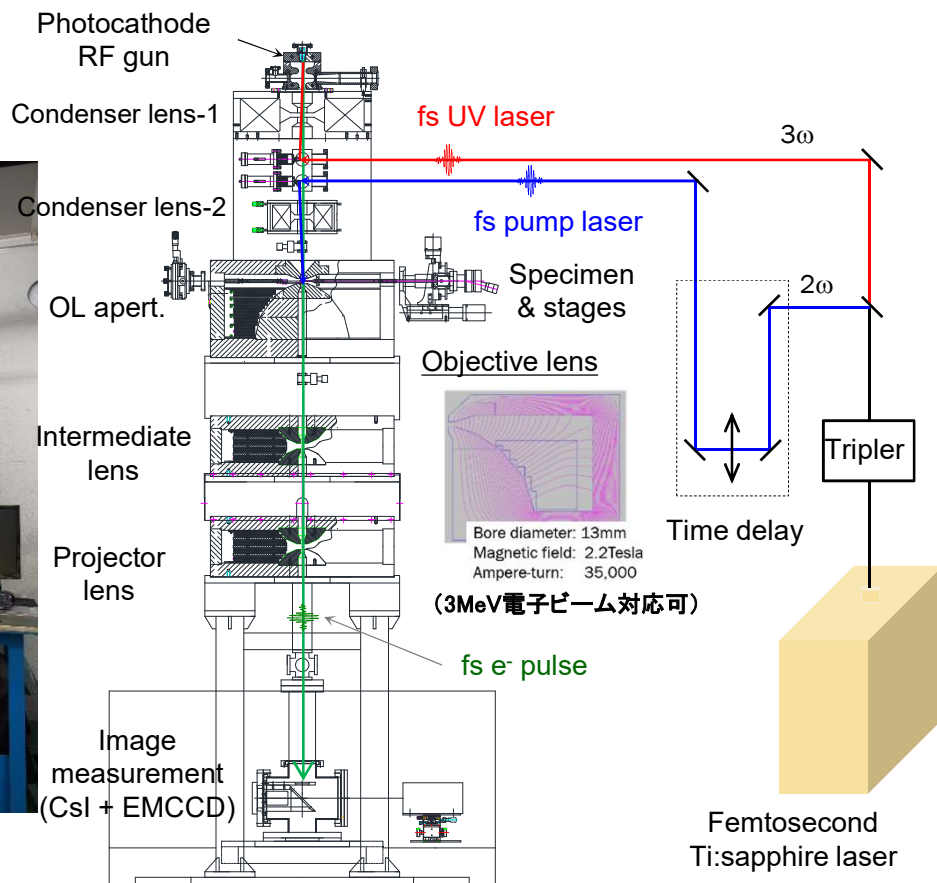 Photocathode
RF gun
Condenser lens-1
fs UV laser
3ω
Condenser lens-2
fs pump laser
2ω
OL apert.
Specimen
& stages
Objective lens
Intermediate
lens
Tripler
Bore diameter: 13mm
Magnetic field: 2.2Tesla
Ampere-turn: 35,000
Time delay
Projector
lens
（3MeV電子ビーム対応可）
fs e- pulse
Image
measurement
(CsI + EMCCD)
Femtosecond
Ti:sapphire laser